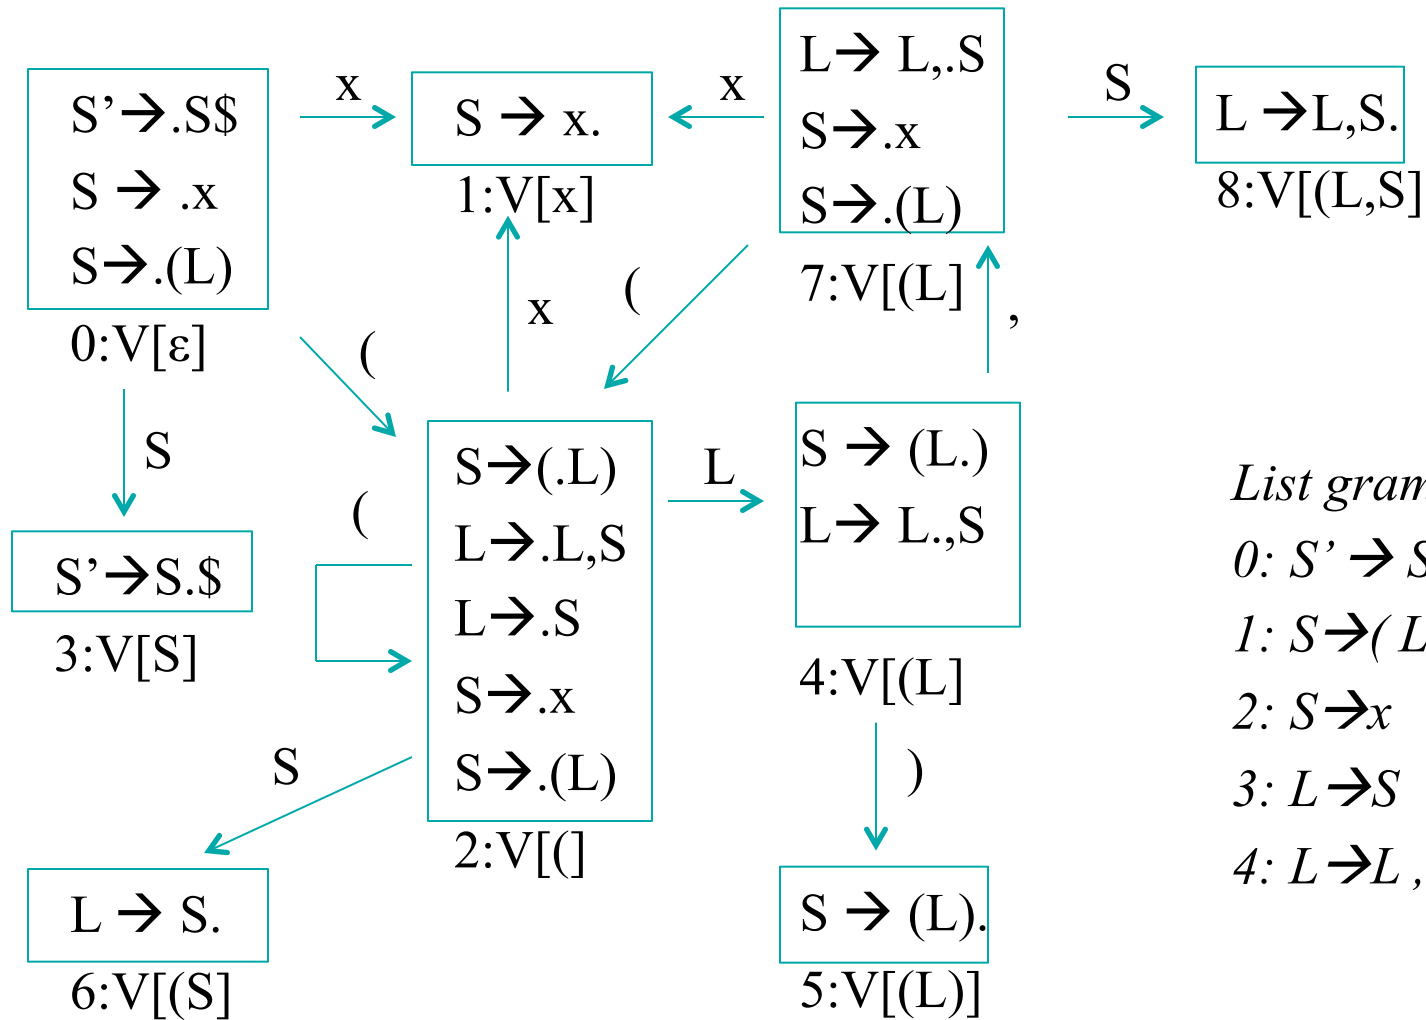 S’→.S$
S → .x
S→.(L)
0:V[ε]
x
S → x.
1:V[x]
x
L→ L,.S
S→.x
S→.(L)
7:V[(L]
S
L →L,S.
8:V[(L,S]
(
x
(
,
S
S’→S.$
3:V[S]
(
S→(.L)
L→.L,S
L→.S
S→.x
S→.(L)
2:V[(]
L
S → (L.)
L→ L.,S
4:V[(L]
)
S
L → S.
6:V[(S]
S → (L).
5:V[(L)]
List gram
0: S’ → S
1: S→( L
2: S→x
3: L→S
4: L→L ,